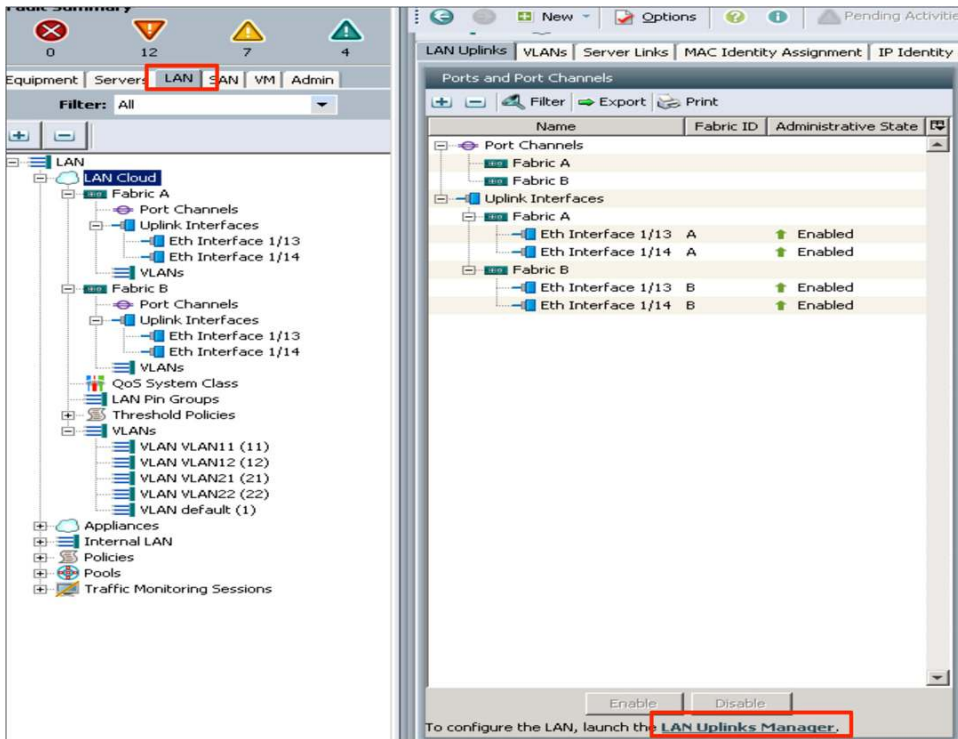 Fault Summary
0 12 7 4
Equipment Servers LAN SAN VM Admin
Filter: All
LAN
LAN Cloud
Fabric A
Port Channels
Uplink Interfaces
Eth Interface 1/13
Eth Interface 1/14
VLANs
Fabric B
Port Channels
Uplink Interfaces
Eth Interface 1/13
Eth Interface 1/14
VLANs
QoS System Class
LAN Pin Groups
Threshold Policies
VLANs
VLAN VLAN11 (11)
VLAN VLAN12 (12)
VLAN VLAN21 (21)
VLAN VLAN22 (22)
VLAN default (1)
Appliances
Internal LAN
Policies
Pools
Traffic Monitoring Sessions
New Options Pending Activitie
LAN Uplinks VLANs Server Links MAC Identity Assignment IP Identity
Ports and Port Channels
Filter Export Print
Name Fabric ID Administrative State
Port Channels
Fabric A
Fabric B
Uplink Interfaces
Fabric A
Eth Interface 1/13 A Enabled
Eth Interface 1/14 A Enabled
Fabric B
Eth Interface 1/13 B Enabled
Eth Interface 1/14 B Enabled
Enable Disable
To configure the LAN, launch the LAN Uplinks Manager.